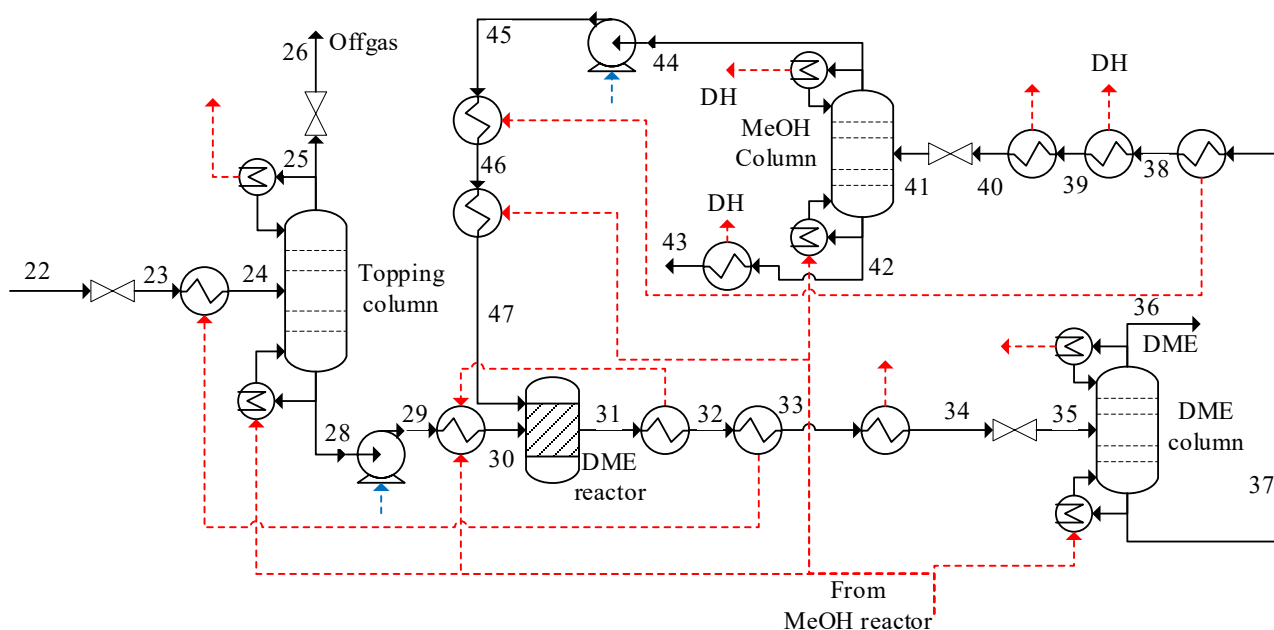 45
26
Offgas
44
DH
DH
MeOH
Column
25
46
41
40
39
38
DH
43
42
22
23
24
Topping
column
47
36
DME
28
29
30
31
32
33
34
35
DME
column
DME
reactor
37
From
MeOH reactor